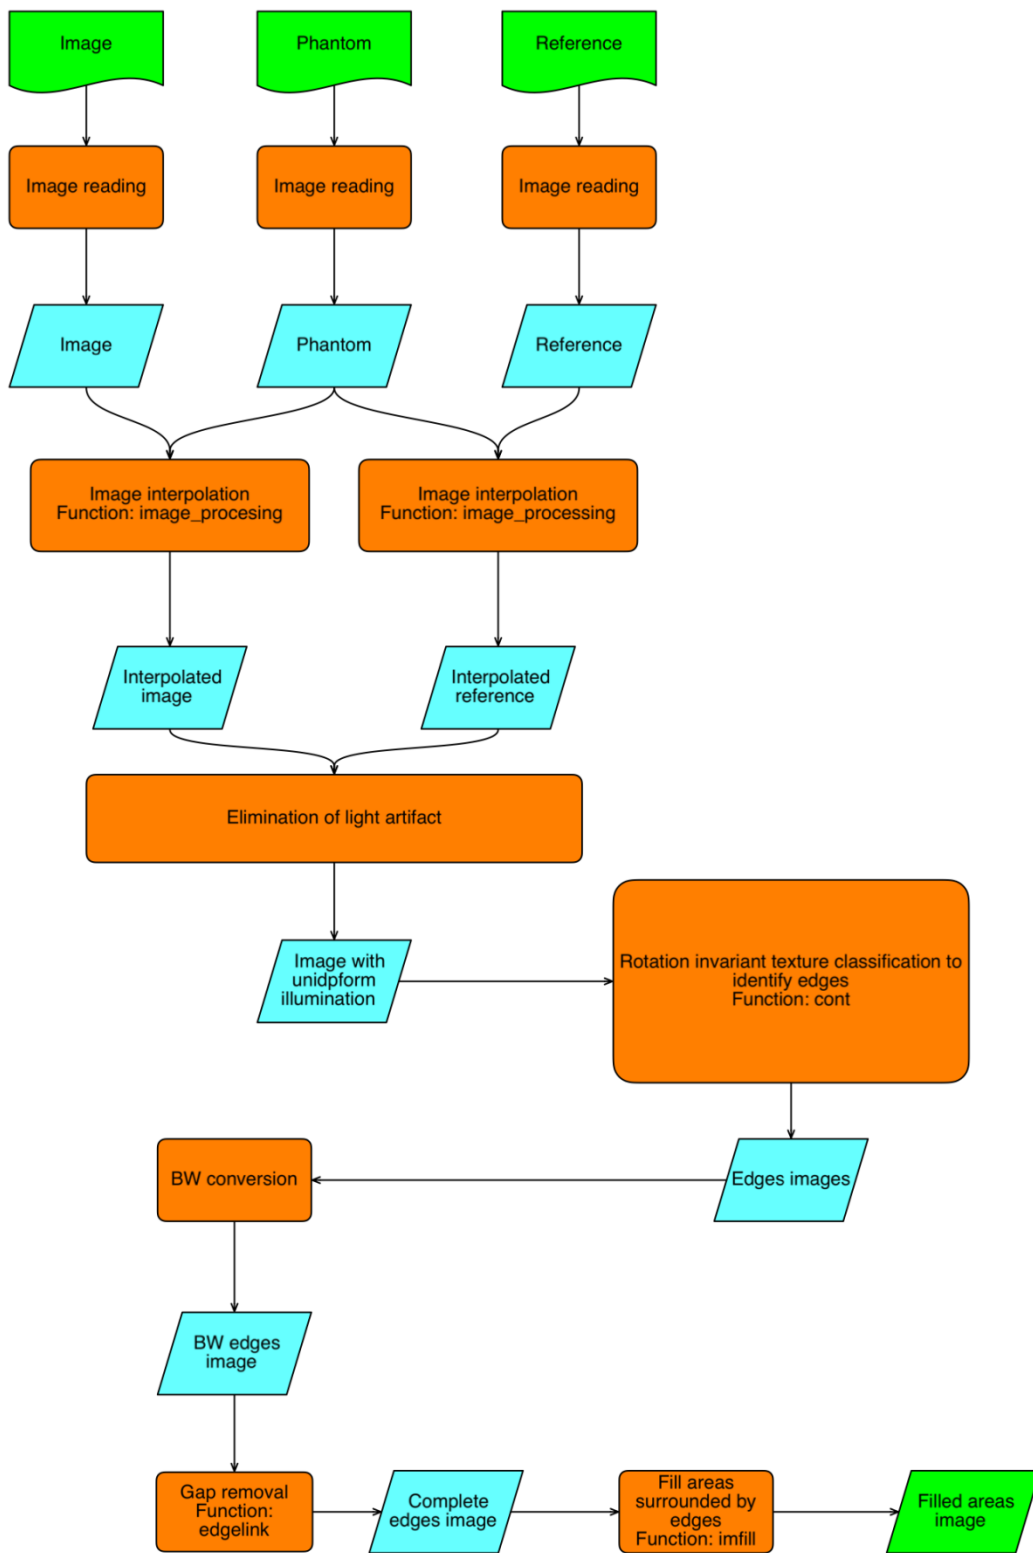 Image
Phantom
Reference
Image reading
Image reading
Image reading
Image
Phantom
Reference
Image interpolation
Function: image_procesing
Image interpolation
Function: image_processing
Interpolated
image
Interpolated
reference
Elimination of light artifact
Image with
unidpform
illumination
Rotation invariant texture classification to
identify edges
Function: cont
BW conversion
Edges images
BW edges
image
Gap removal
Function:
edgelink
Complete
edges image
Fill areas
surrounded by
edges
Function: imfill
Filled areas
image